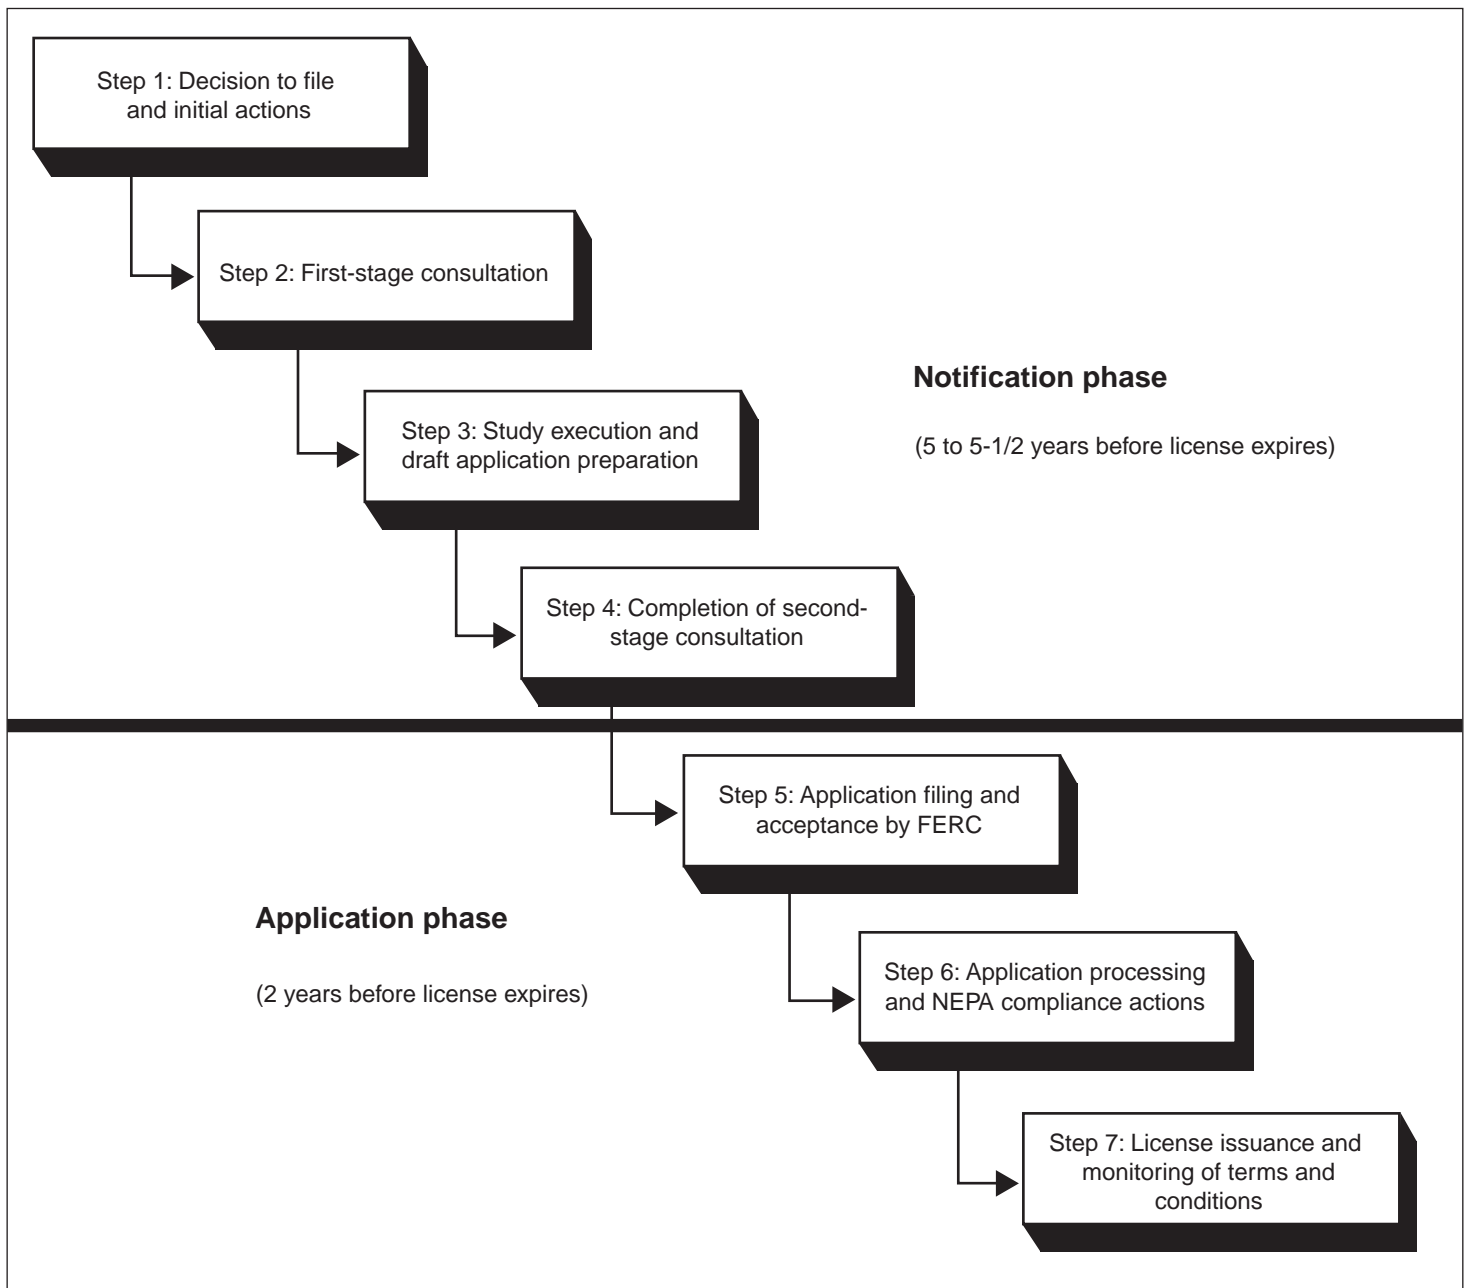 Step 1: Decision to file
and initial actions
Step 2: First-stage consultation
Notification phase
(5 to 5-1/2 years before license expires)
Step 3: Study execution and
draft application preparation
Step 4: Completion of second-
stage consultation
Step 5: Application filing and
acceptance by FERC
Application phase
(2 years before license expires)
Step 6: Application processing
and NEPA compliance actions
Step 7: License issuance and
monitoring of terms and
conditions